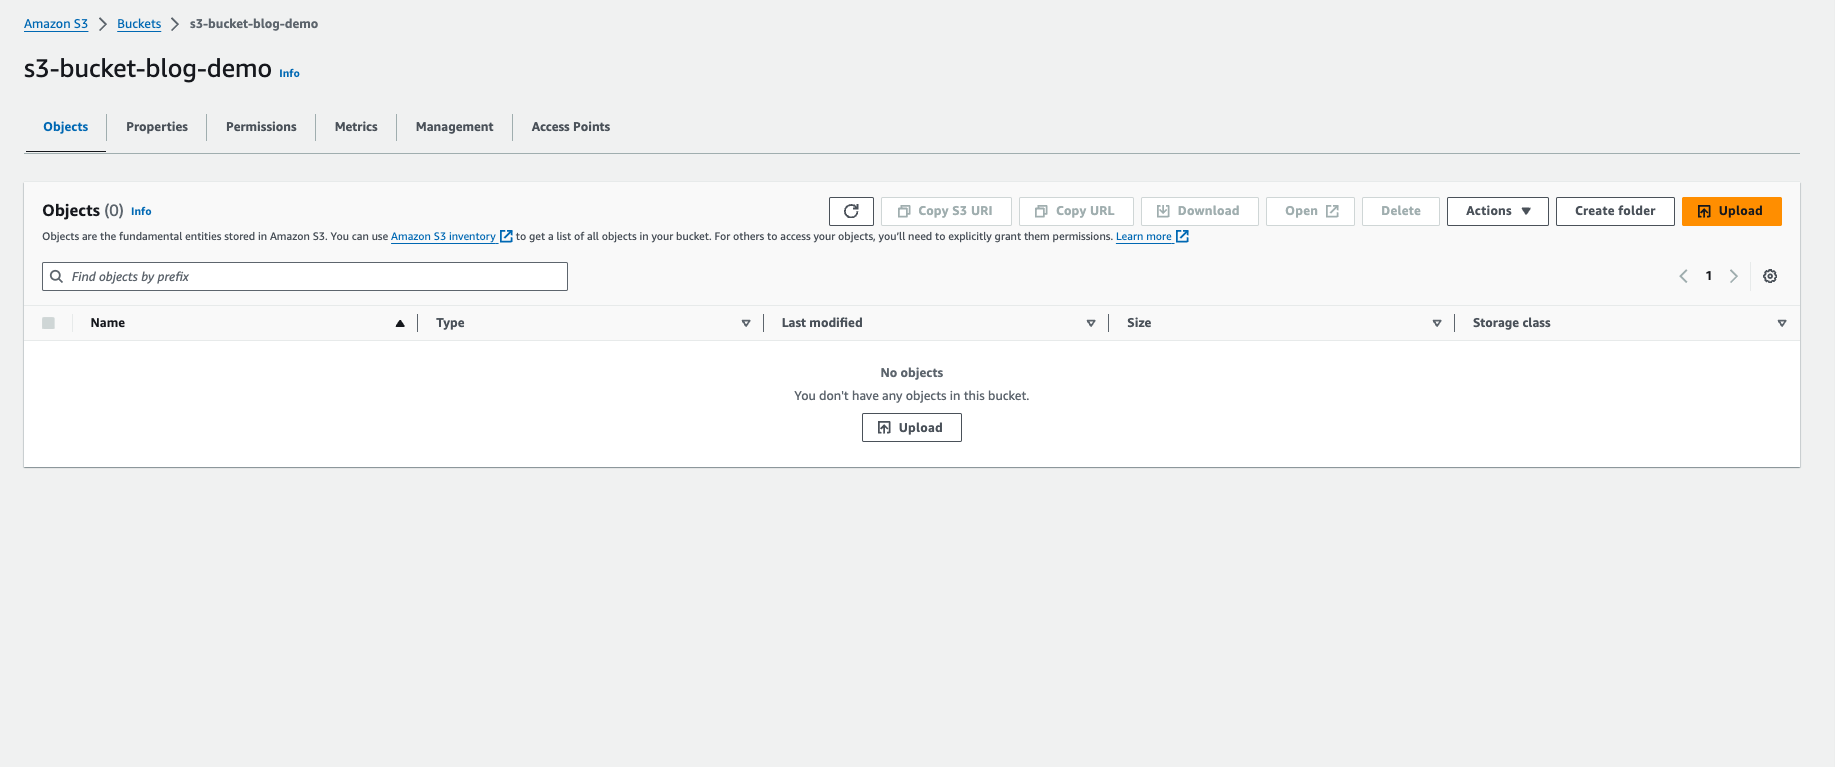 Amazon S3 > Buckets > s3-bucket-blog-demo
s3-bucket-blog-demo Info
Objects Properties Permissions Metrics Management Access Points
Objects (0) Info
Copy S3 URI Copy URL Download Open Delete Actions Create folder Upload
Objects are the fundamental entities stored in Amazon S3. You can use Amazon S3 inventory to get a list of all objects in your bucket. For others to access your objects, you'll need to explicitly grant them permissions. Learn more
Find objects by prefix
1
Name Type Last modified Size Storage class
No objects
You don't have any objects in this bucket.
Upload